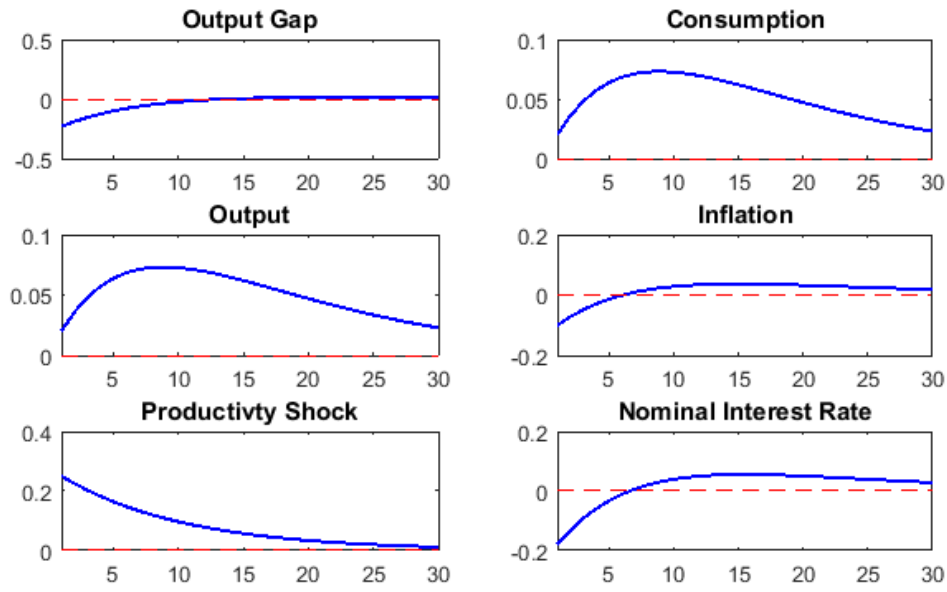 Output Gap
0.5
0
-0.5
5 10 15 20 25 30
Consumption
0.1
0.05
0
5 10 15 20 25 30
Output
0.1
0.05
0
5 10 15 20 25 30
Inflation
0.2
0
-0.2
5 10 15 20 25 30
Productivty Shock
0.4
0.2
0
5 10 15 20 25 30
Nominal Interest Rate
0.2
0
-0.2
5 10 15 20 25 30